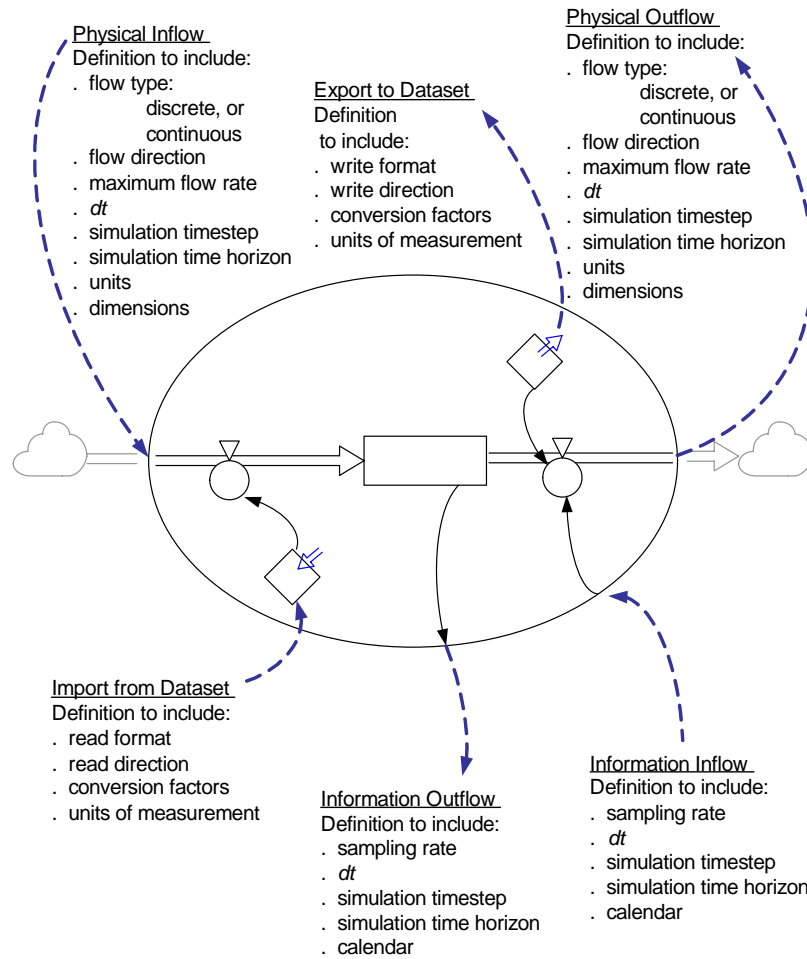 Physical Inflow
Definition to include:
. flow type:
discrete, or
continuous
. flow direction
. maximum flow rate
. dt
. simulation timestep
. simulation time horizon
. units
. dimensions
Export to Dataset
Definition
to include:
. write format
. write direction
. conversion factors
. units of measurement
Physical Outflow
Definition to include:
. flow type:
discrete, or
continuous
. flow direction
. maximum flow rate
. dt
. simulation timestep
. simulation time horizon
. units
. dimensions
Import from Dataset
Definition to include:
. read format
. read direction
. conversion factors
. units of measurement
Information Outflow
Definition to include:
. sampling rate
. dt
. simulation timestep
. simulation time horizon
. calendar
Information Inflow
Definition to include:
. sampling rate
. dt
. simulation timestep
. simulation time horizon
. calendar